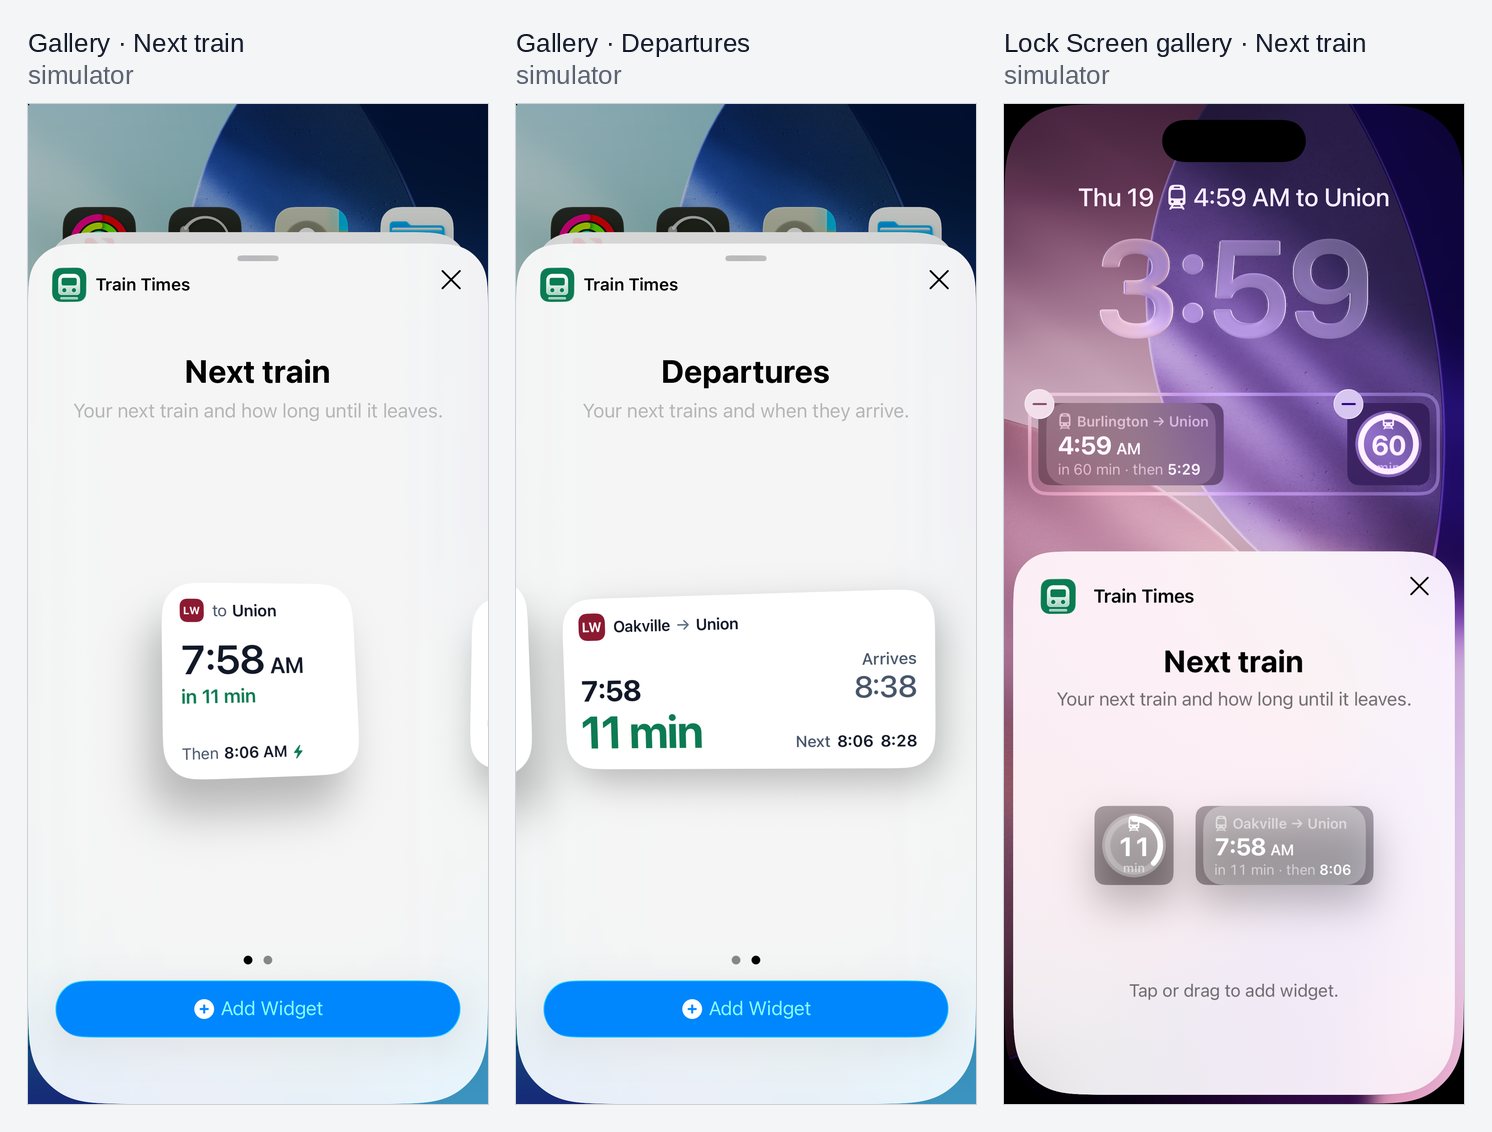 Gallery · Next train
simulator
Train Times
Next train
Your next train and how long until it leaves.
LW to Union
7:58 AM
in 11 min
Then 8:06 AM
Add Widget
Gallery · Departures
simulator
Train Times
Departures
Your next trains and when they arrive.
LW Oakville → Union
Arrives
7:58 8:38
11 min
Next 8:06 8:28
Add Widget
Lock Screen gallery · Next train
simulator
Thu 19 4:59 AM to Union
3:59
Burlington → Union
4:59 AM
in 60 min · then 5:29
60
min
Train Times
Next train
Your next train and how long until it leaves.
11
min
Oakville → Union
7:58 AM
in 11 min · then 8:06
Tap or drag to add widget.